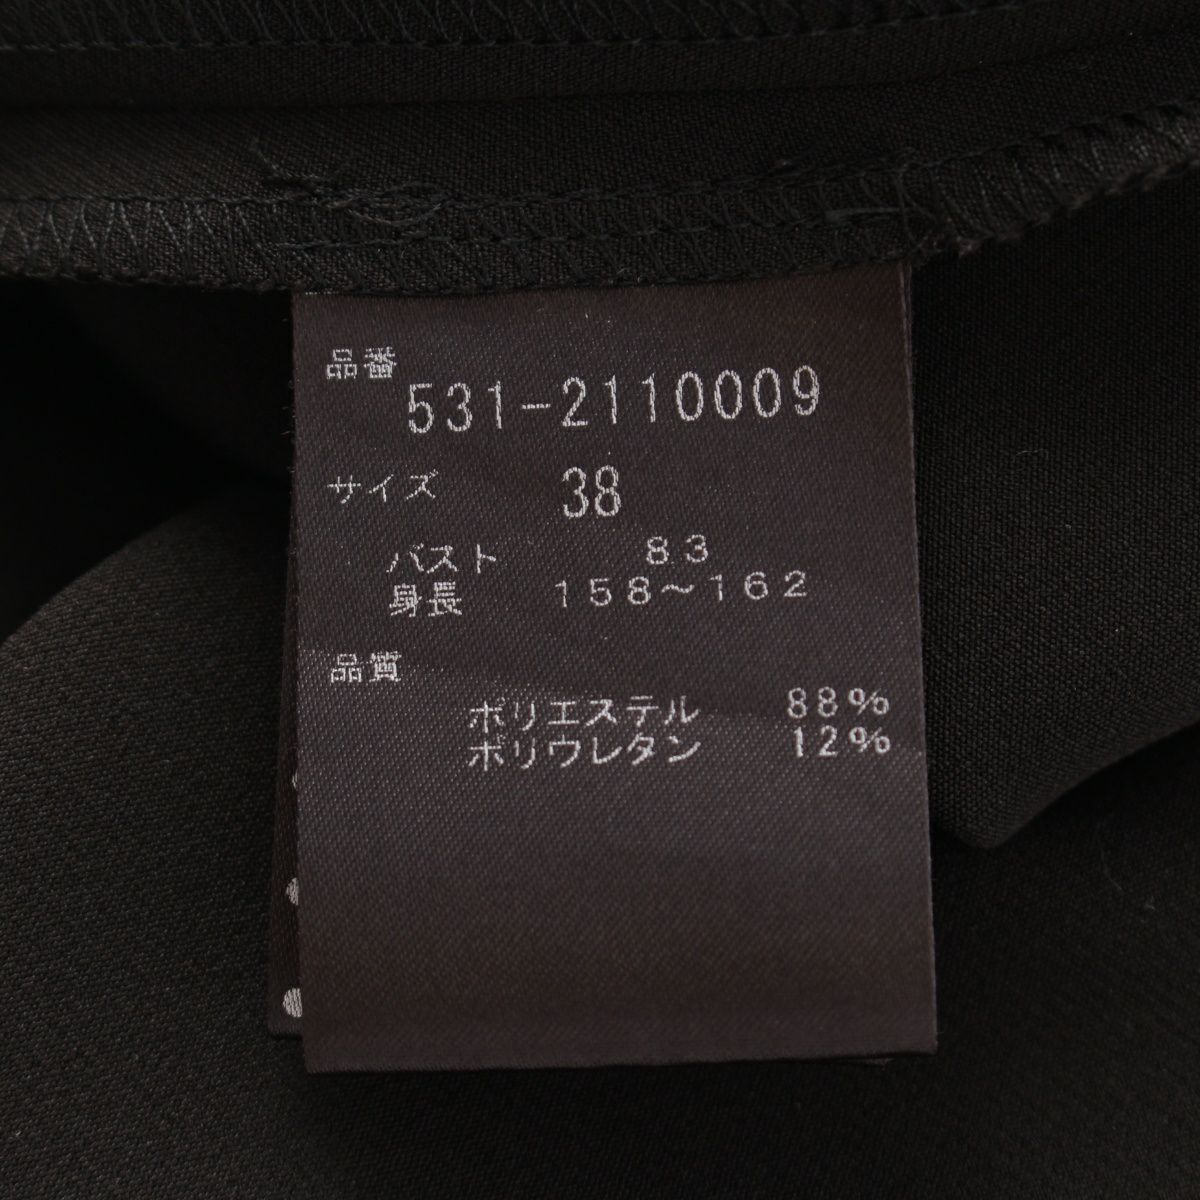 品番
531-2110009
サイズ 38
バスト 83
身長 158～162
品質
ポリエステル 88%
ポリウレタン 12%